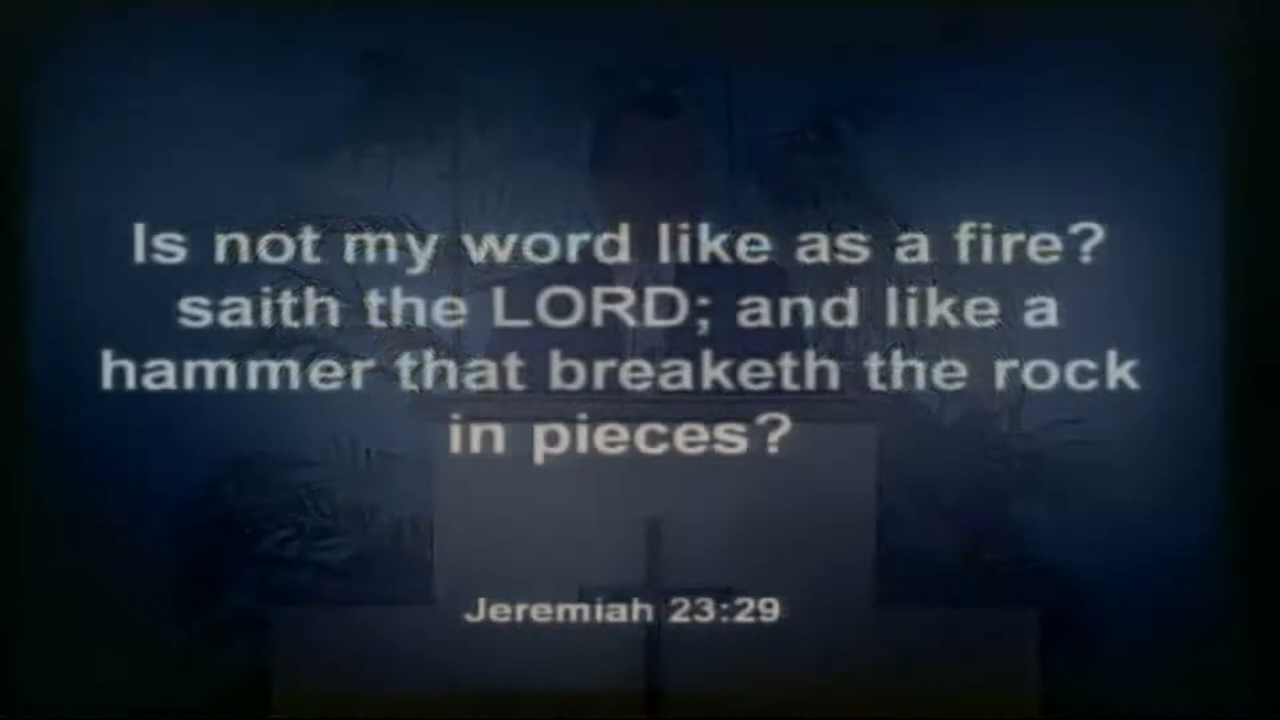 Is not my word like as a fire?
saith the LORD; and like a
hammer that breaketh the rock
in pieces?
Jeremiah 23:29